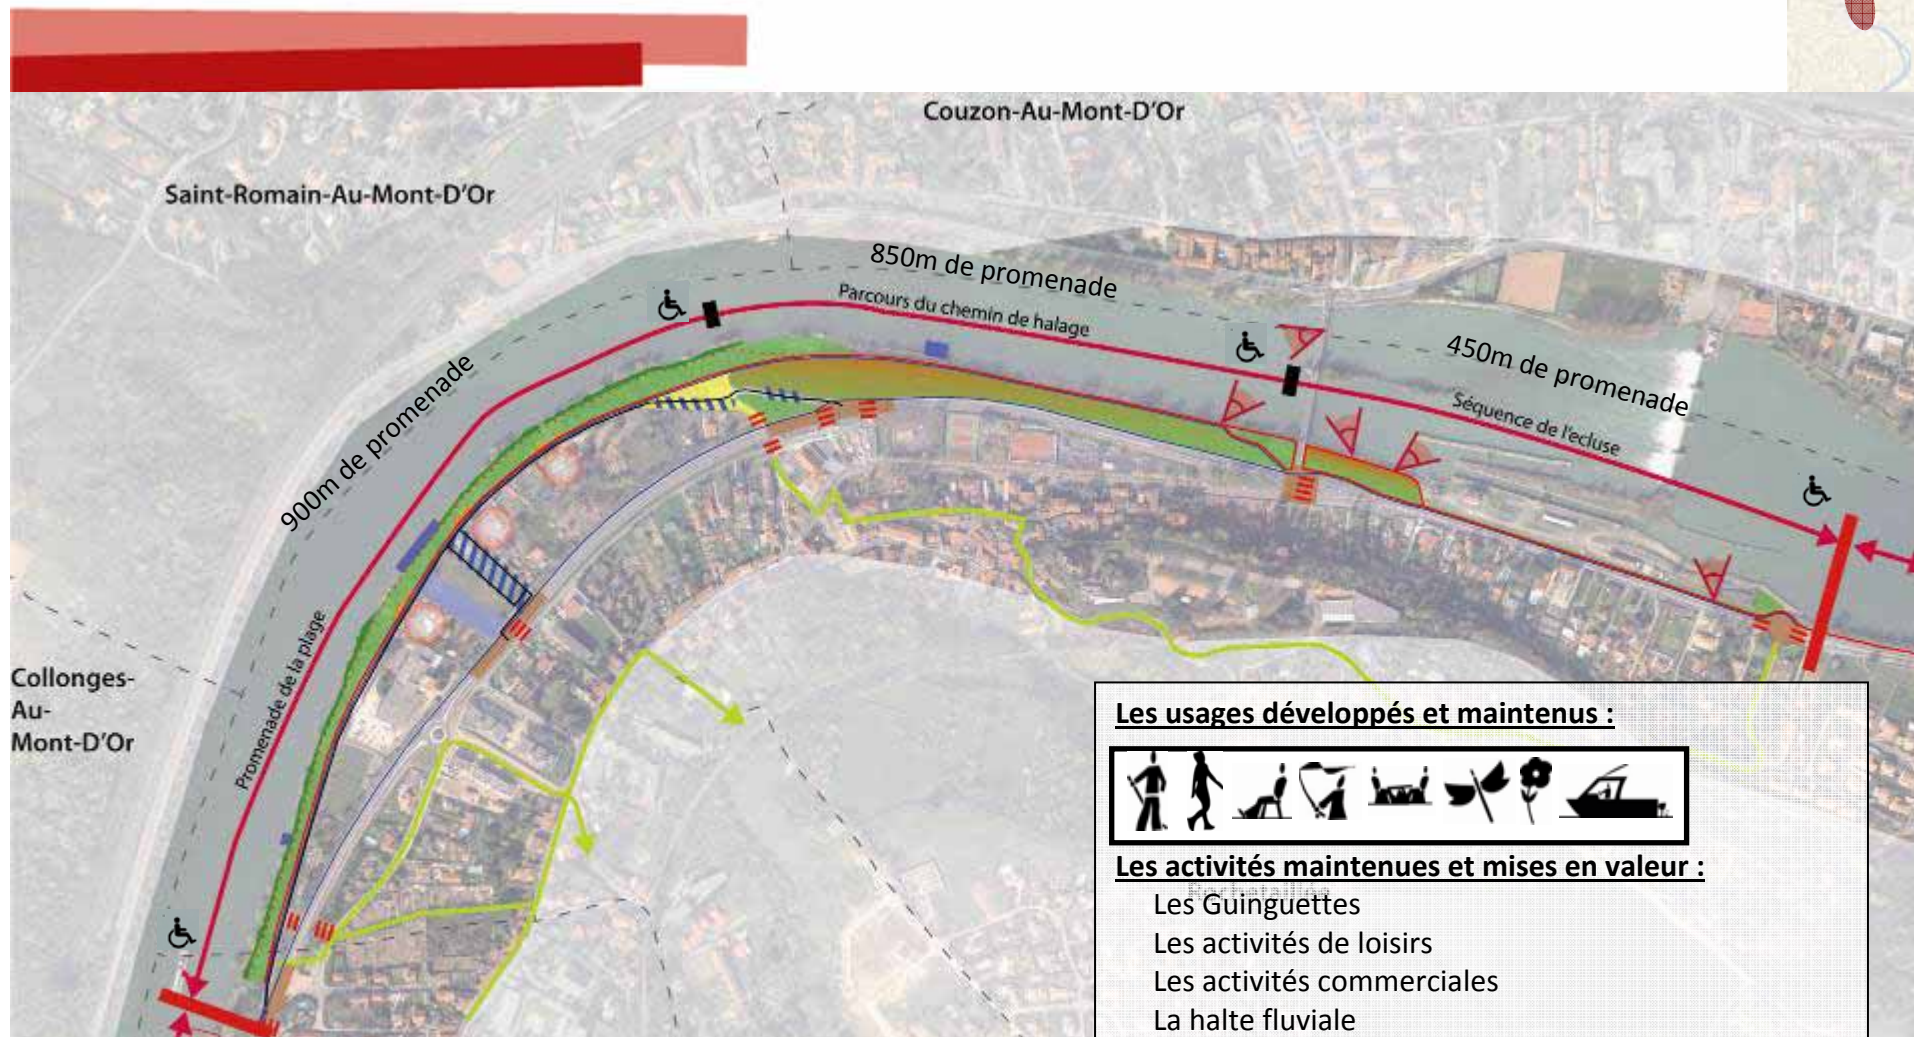 Couzon-Au-Mont-D'Or
Saint-Romain-Au-Mont-D'Or
850m de promenade
Parcours du chemin de halage
450m de promenade
Séquence de l'ecluse
900m de promenade
Promenade de la plage
Collonges-
Au-
Mont-D'Or
Les usages développés et maintenus :
Les activités maintenues et mises en valeur :
Rochetaillée
Les Guinguettes
Les activités de loisirs
Les activités commerciales
La halte fluviale